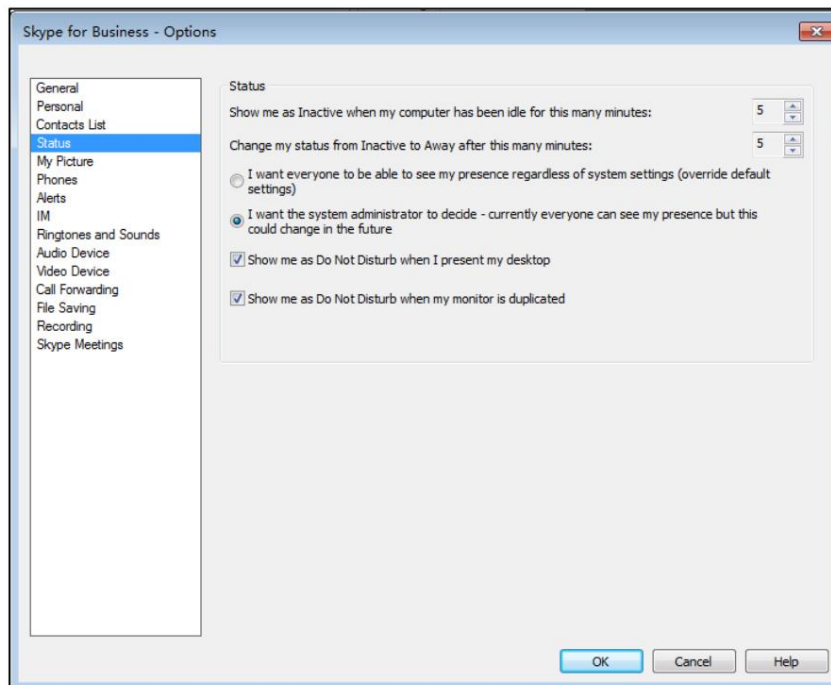 Skype for Business - Options
General
Personal
Contacts List
Status
My Picture
Phones
Alerts
IM
Ringtones and Sounds
Audio Device
Video Device
Call Forwarding
File Saving
Recording
Skype Meetings
Status
Show me as Inactive when my computer has been idle for this many minutes: 5
Change my status from Inactive to Away after this many minutes: 5
I want everyone to be able to see my presence regardless of system settings (override default
settings)
I want the system administrator to decide - currently everyone can see my presence but this
could change in the future
Show me as Do Not Disturb when I present my desktop
Show me as Do Not Disturb when my monitor is duplicated
OK Cancel Help